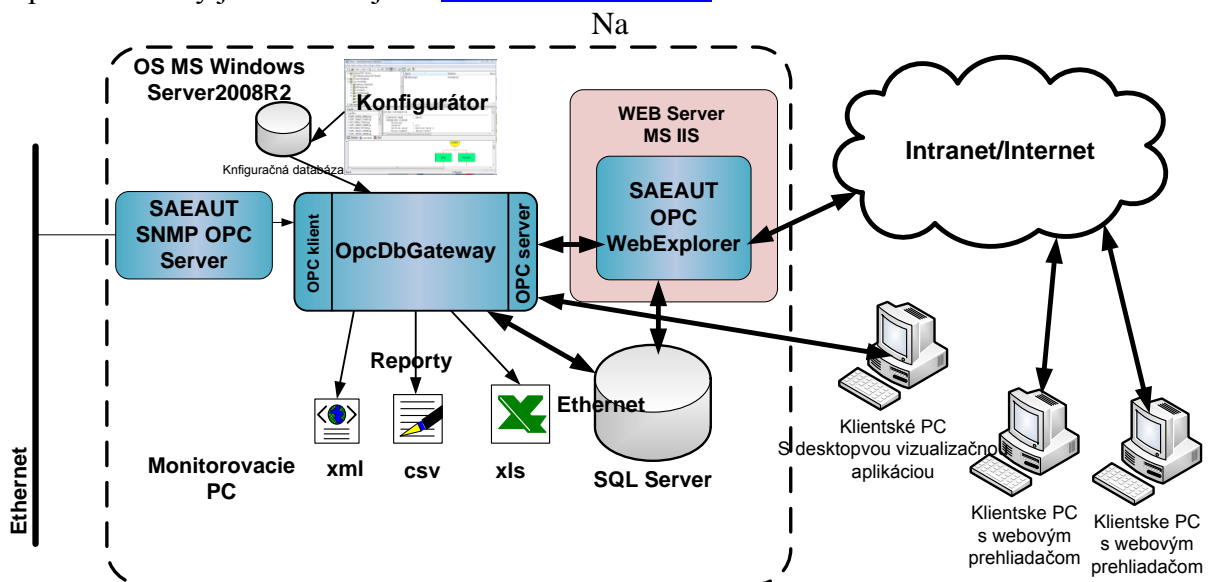 Na
OS MS Windows
Server2008R2
Konfigurátor
Knfiguračná databáza
WEB Server
MS IIS
SAEAUT
OPC
WebExplorer
Intranet/Internet
SAEAUT
SNMP OPC
Server
OPC klient
OpcDbGateway
OPC server
Reporty
Ethernet
xml
csv
xls
SQL Server
Monitorovacie
PC
Ethernet
Klientské PC
S desktopvou vizualizačno
aplikáciou
Klientske PC
s webovým
prehliadačom
Klientske PC
s webovým
prehliadačom